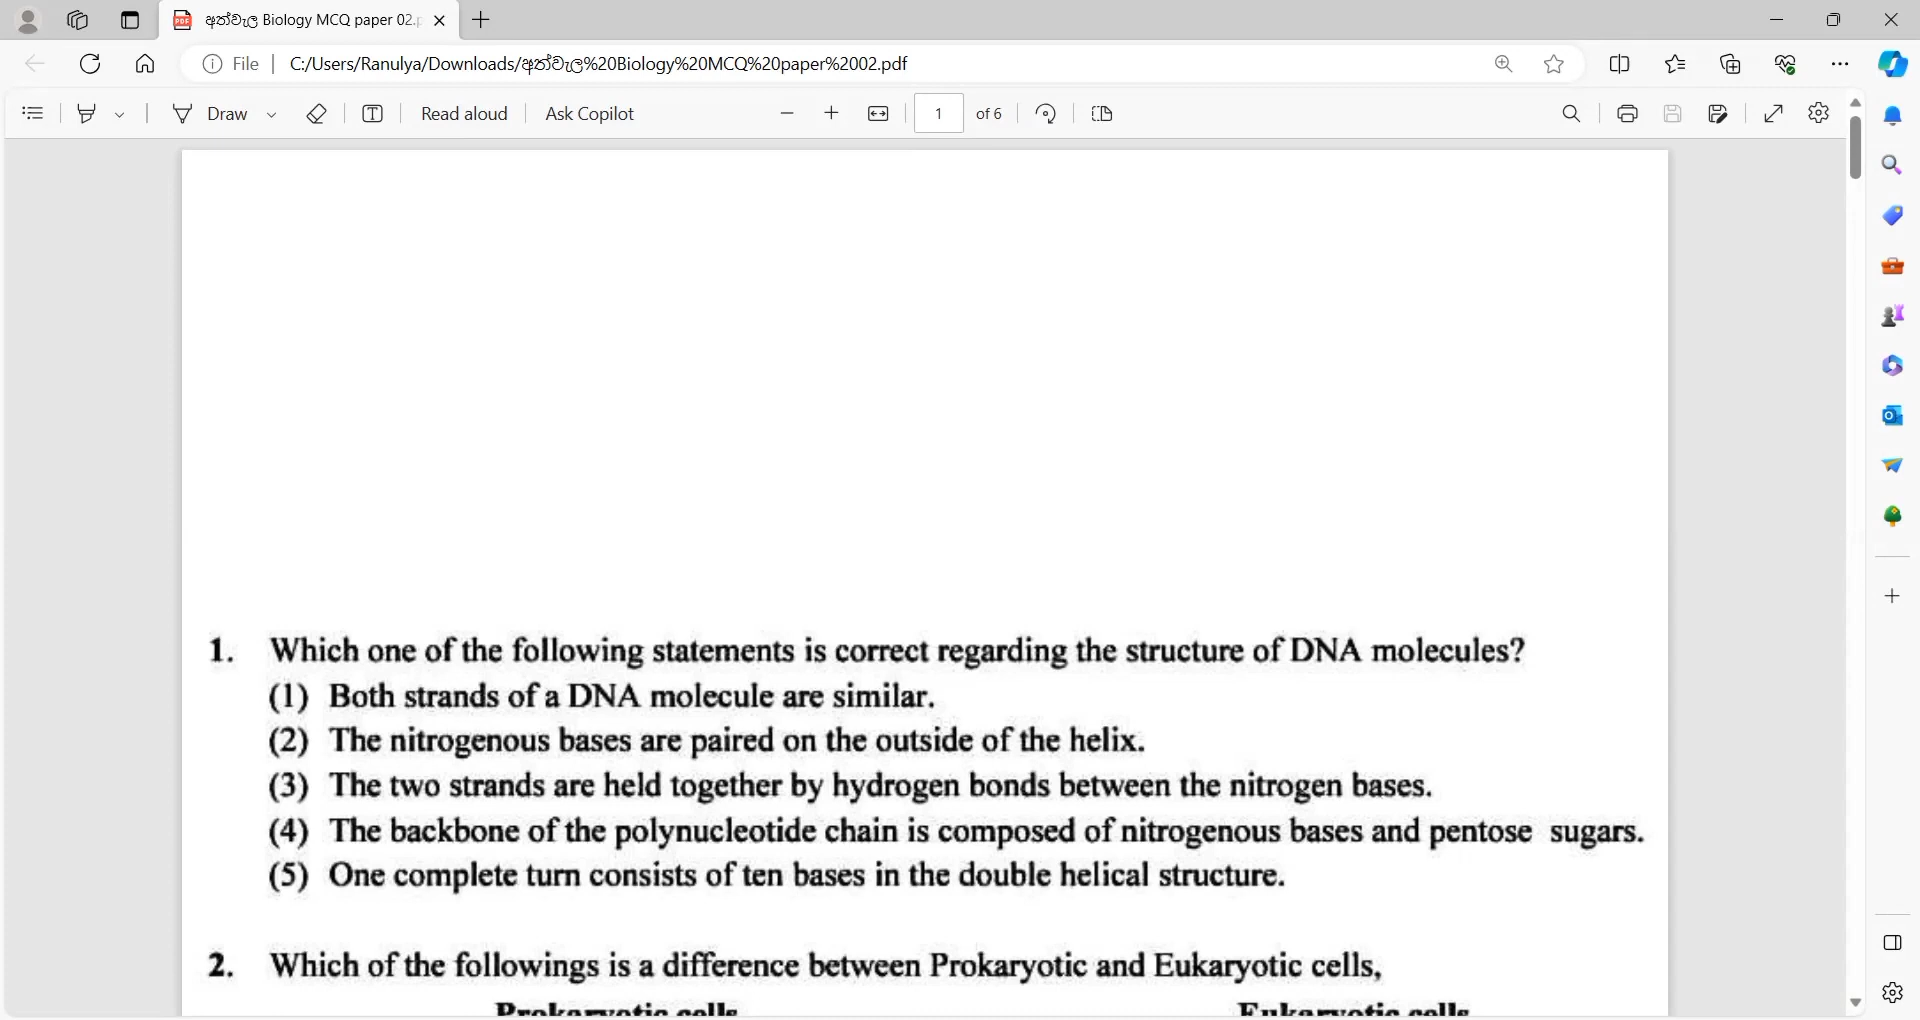 අත්වැල Biology MCQ paper 02.p
File
C:/Users/Ranulya/Downloads/අත්වැල%20Biology%20MCQ%20paper%2002.pdf
Draw
Read aloud
Ask Copilot
1
of 6
1. Which one of the following statements is correct regarding the structure of DNA molecules?
(1) Both strands of a DNA molecule are similar.
(2) The nitrogenous bases are paired on the outside of the helix.
(3) The two strands are held together by hydrogen bonds between the nitrogen bases.
(4) The backbone of the polynucleotide chain is composed of nitrogenous bases and pentose sugars.
(5) One complete turn consists of ten bases in the double helical structure.
2. Which of the followings is a difference between Prokaryotic and Eukaryotic cells,
Prokaryotic cells Eukaryotic cells